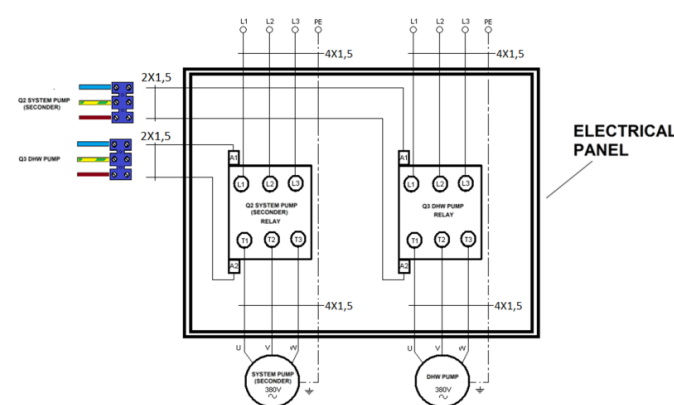 L1 L2 L3 PE
L1 L2 L3 PE
4X1,5
4X1,5
2X1,5
Q2 SYSTEM PUMP
(SECONDER)
2X1,5
Q3 DHW PUMP
ELECTRICAL
PANEL
A1
A1
L1 L2 L3
L1 L2 L3
Q2 SYSTEM PUMP
(SECONDER)
RELAY
Q3 DHW PUMP
RELAY
T1 T2 T3
T1 T2 T3
A2
A2
4X1,5
4X1,5
U V W
U V W
SYSTEM PUMP
(SECONDER)
380V
DHW PUMP
380V